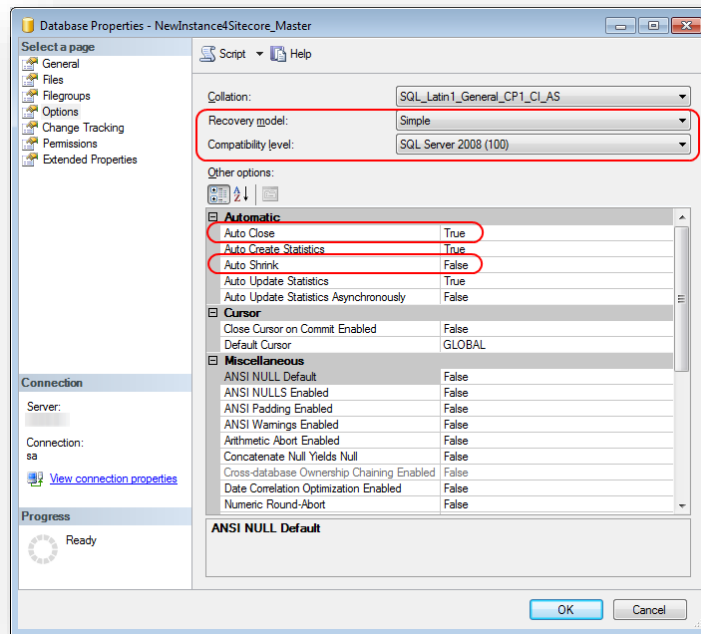 Database Properties - NewInstance4Sitecore_Master
Select a page
General
Files
Filegroups
Options
Change Tracking
Permissions
Extended Properties
Script
Help
Collation: SQL_Latin1_General_CP1_CI_AS
Recovery model: Simple
Compatibility level: SQL Server 2008 (100)
Other options:
Automatic
Auto Close True
Auto Create Statistics True
Auto Shrink False
Auto Update Statistics True
Auto Update Statistics Asynchronously False
Cursor
Close Cursor on Commit Enabled False
Default Cursor GLOBAL
Miscellaneous
ANSI NULL Default False
ANSI NULLS Enabled False
ANSI Padding Enabled False
ANSI Warnings Enabled False
Arithmetic Abort Enabled False
Concatenate Null Yields Null False
Cross-database Ownership Chaining Enabled False
Date Correlation Optimization Enabled False
Numeric Round-Abort False
ANSI NULL Default
Connection
Server:
Connection:
sa
View connection properties
Progress
Ready
OK
Cancel